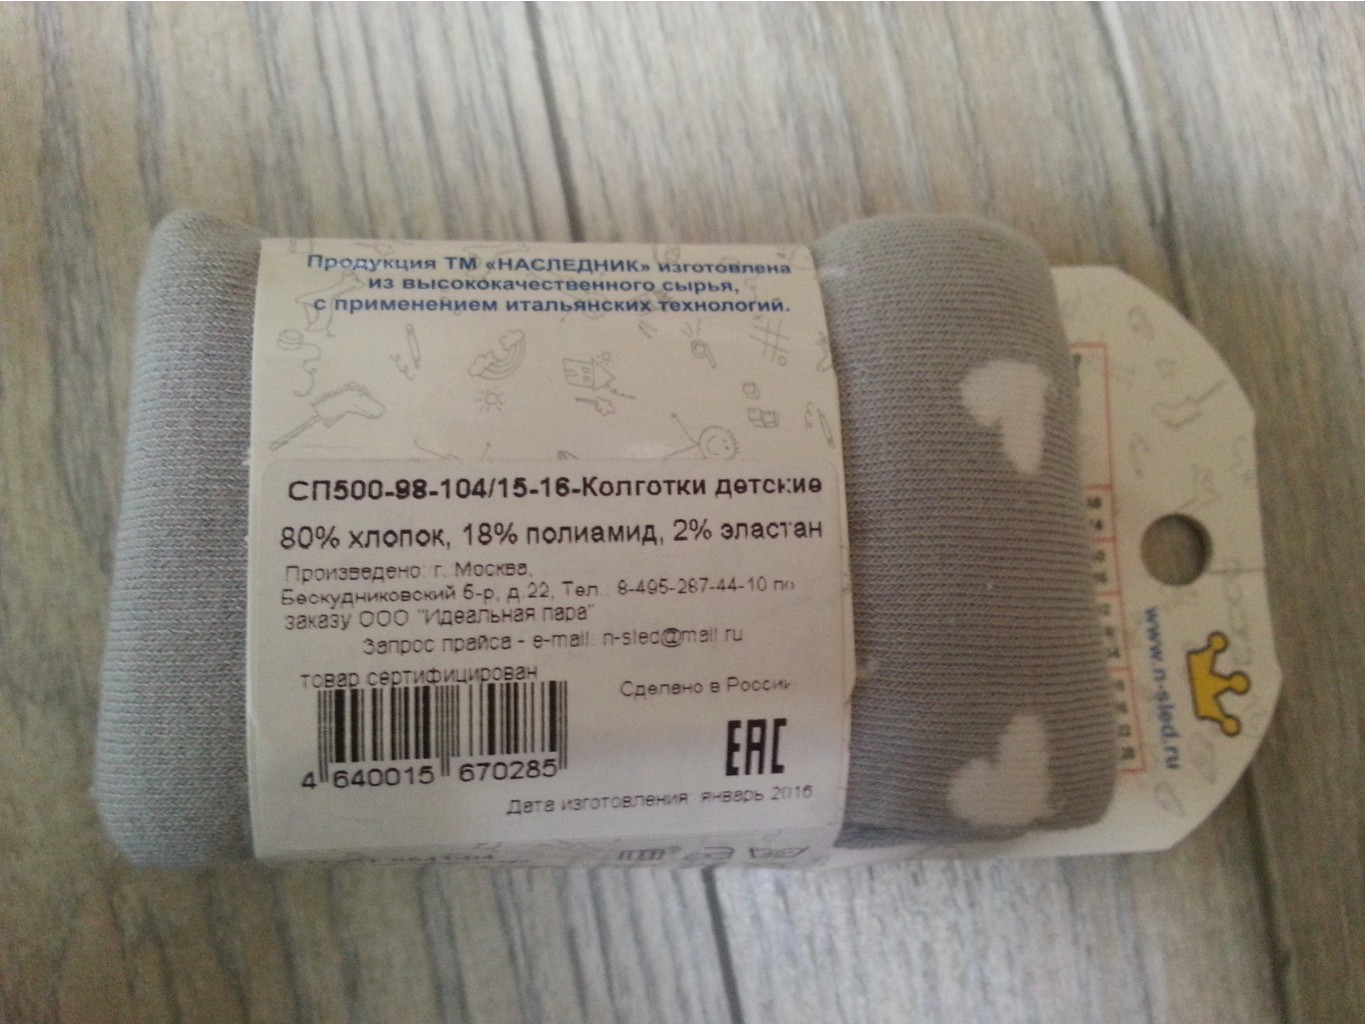 Продукция ТМ «НАСЛЕДНИК» изготовлена
из высококачественного сырья,
с применением итальянских технологий.
СП500-98-104/15-16-Колготки детские
80% хлопок, 18% полиамид, 2% эластан
Произведено: г. Москва,
Бескудниковский б-р, д.22, Тел.: 8-495-287-44-10 по
заказу ООО "Идеальная пара"
Запрос прайса - e-mail: n-sled@mail.ru
товар сертифицирован
Сделано в России
4 640015 670285
EAC
Дата изготовления январь 2016
www.n-sled.ru